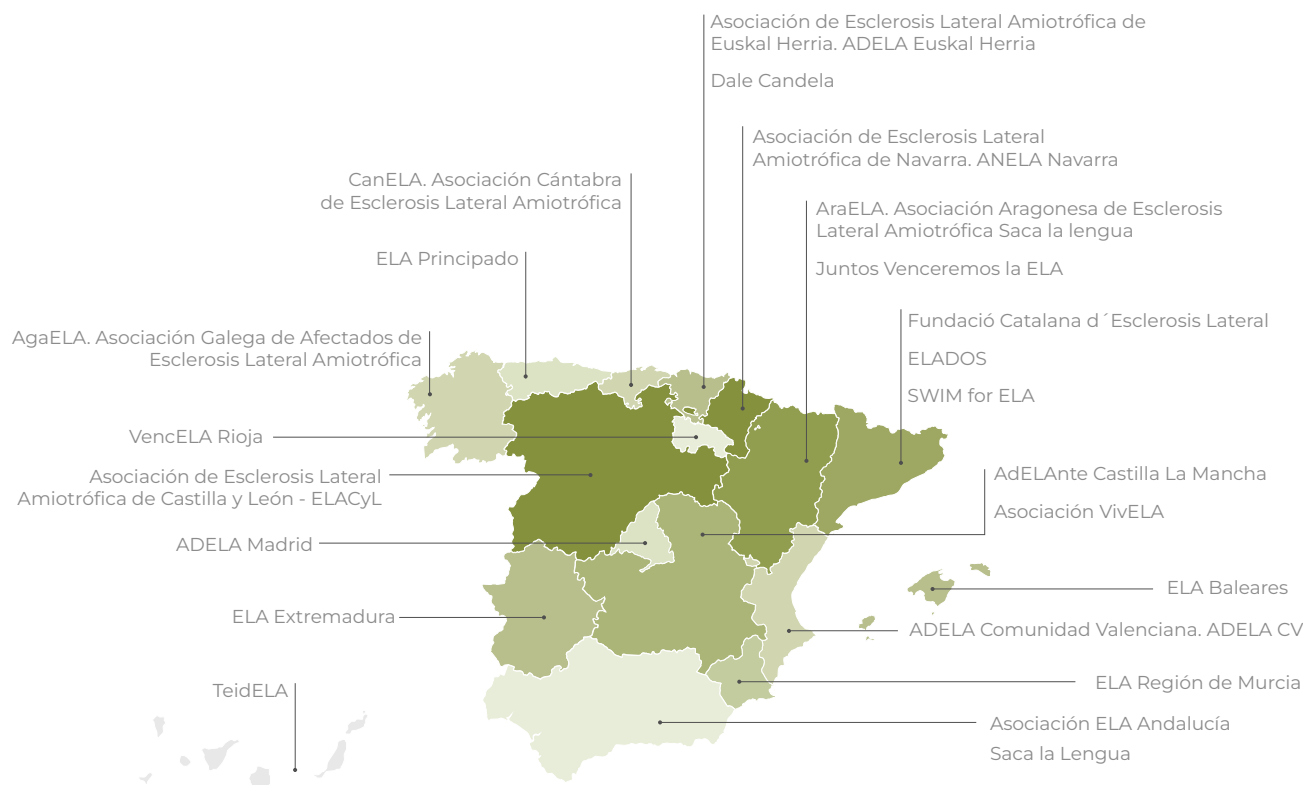 Asociación de Esclerosis Lateral Amiotrófica de
Euskal Herria. ADELA Euskal Herria
Dale Candela
Asociación de Esclerosis Lateral
Amiotrófica de Navarra. ANELA Navarra
CanELA. Asociación Cántabra
de Esclerosis Lateral Amiotrófica
AraELA. Asociación Aragonesa de Esclerosis
Lateral Amiotrófica Saca la lengua
ELA Principado
Juntos Venceremos la ELA
AgaELA. Asociación Galega de Afectados de
Esclerosis Lateral Amiotrófica
Fundació Catalana d´Esclerosis Lateral
ELADOS
SWIM for ELA
VencELA Rioja
Asociación de Esclerosis Lateral
Amiotrófica de Castilla y León - ELACyL
AdELAnte Castilla La Mancha
Asociación VivELA
ADELA Madrid
ELA Baleares
ELA Extremadura
ADELA Comunidad Valenciana. ADELA CV
TeidELA
ELA Región de Murcia
Asociación ELA Andalucía
Saca la Lengua